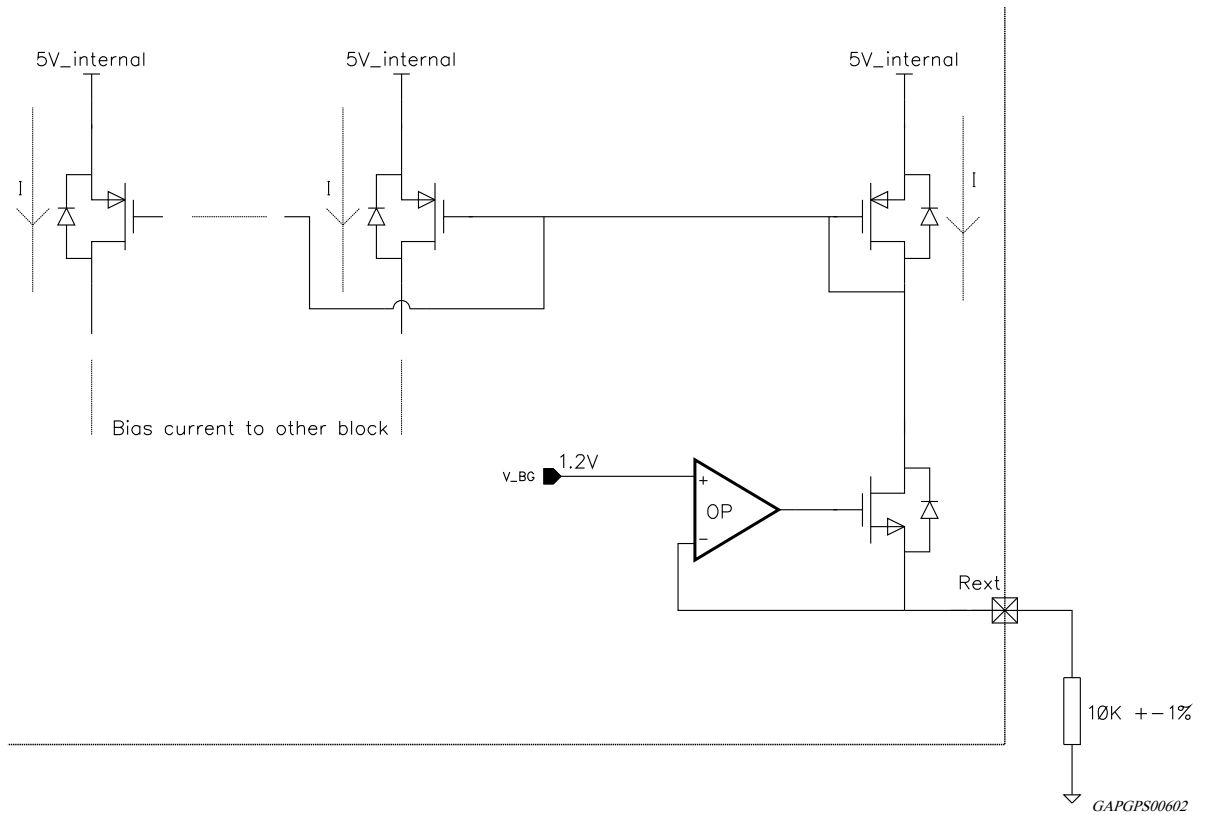 5V_internal
5V_internal
5V_internal
I
I
I
Bias current to other block
V_BG
1.2V
+
OP
−
Rext
10K +-1%
GAPGPS00602